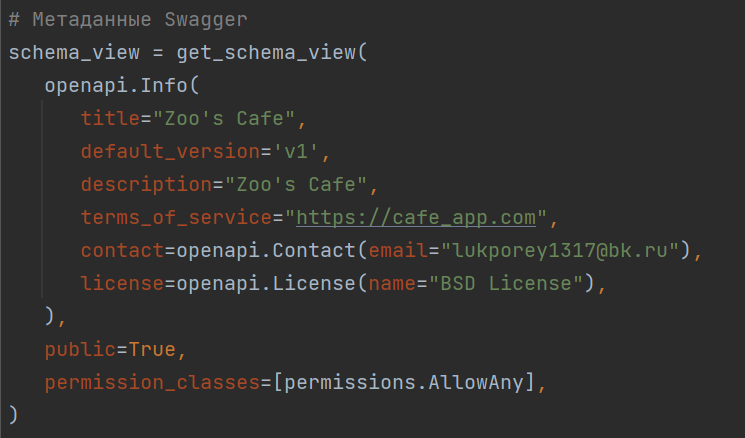 # Метаданные Swagger
schema_view = get_schema_view(
   openapi.Info(
      title="Zoo's Cafe",
      default_version='v1',
      description="Zoo's Cafe",
      terms_of_service="https://cafe_app.com",
      contact=openapi.Contact(email="lukporey1317@bk.ru"),
      license=openapi.License(name="BSD License"),
   ),
   public=True,
   permission_classes=[permissions.AllowAny],
)